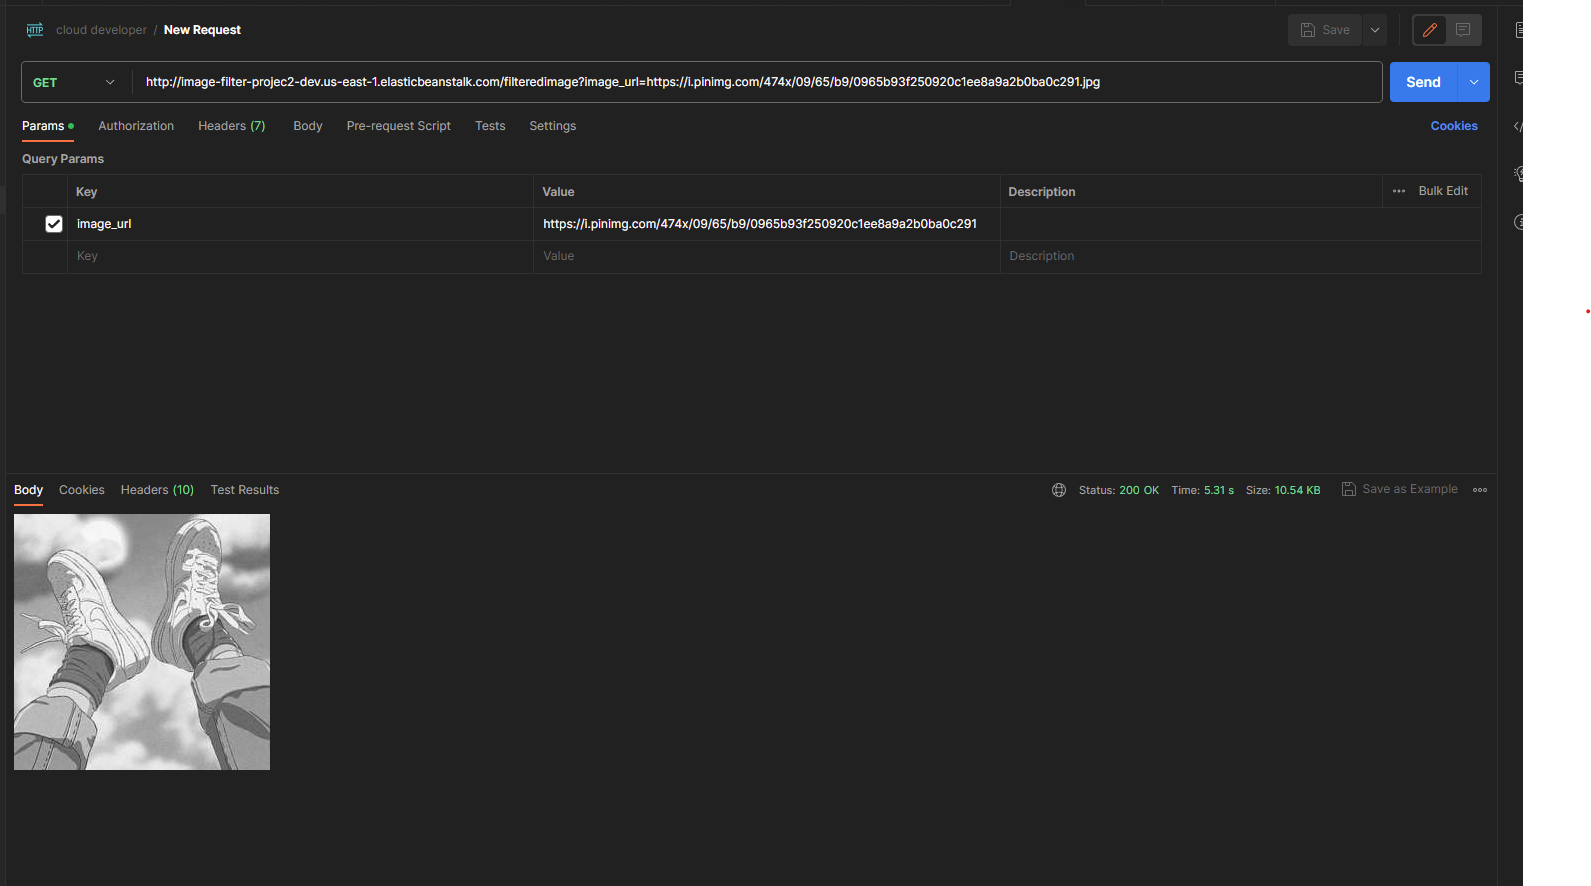 HTTP cloud developer / New Request Save
GET http://image-filter-projec2-dev.us-east-1.elasticbeanstalk.com/filteredimage?image_url=https://i.pinimg.com/474x/09/65/b9/0965b93f250920c1ee8a9a2b0ba0c291.jpg Send
Params Authorization Headers (7) Body Pre-request Script Tests Settings Cookies
Query Params
Key Value Description Bulk Edit
image_url https://i.pinimg.com/474x/09/65/b9/0965b93f250920c1ee8a9a2b0ba0c291
Key Value Description
Body Cookies Headers (10) Test Results Status: 200 OK Time: 5.31 s Size: 10.54 KB Save as Example